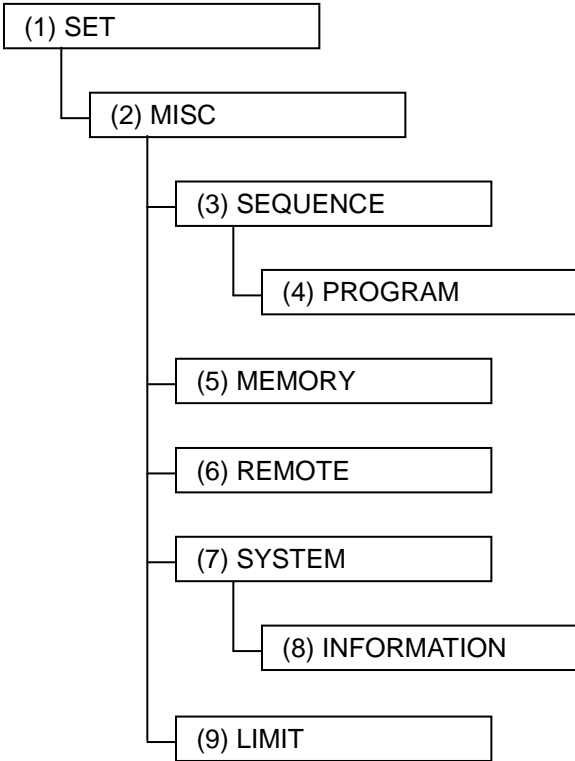 (1) SET
(2) MISC
(3) SEQUENCE
(4) PROGRAM
(5) MEMORY
(6) REMOTE
(7) SYSTEM
(8) INFORMATION
(9) LIMIT